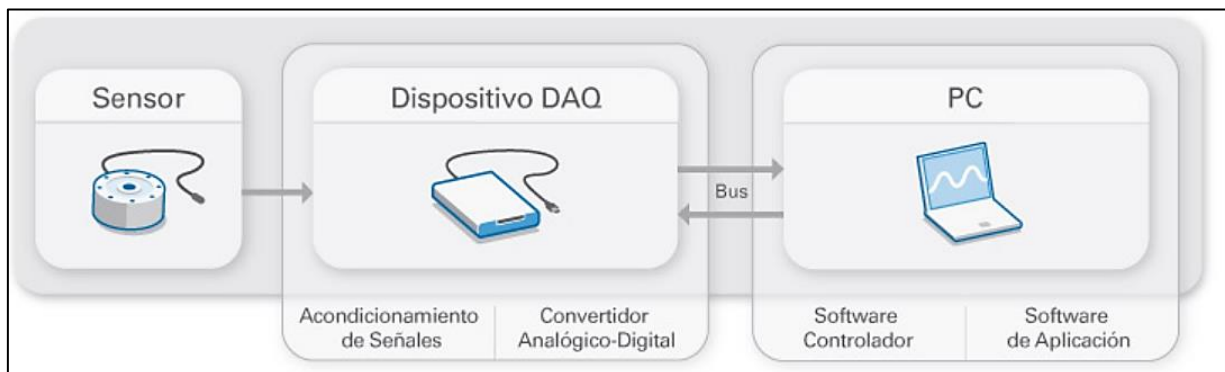 Sensor
Dispositivo DAQ
PC
Bus
Acondicionamiento
de Señales
Convertidor
Analógico-Digital
Software
Controlador
Software
de Aplicación